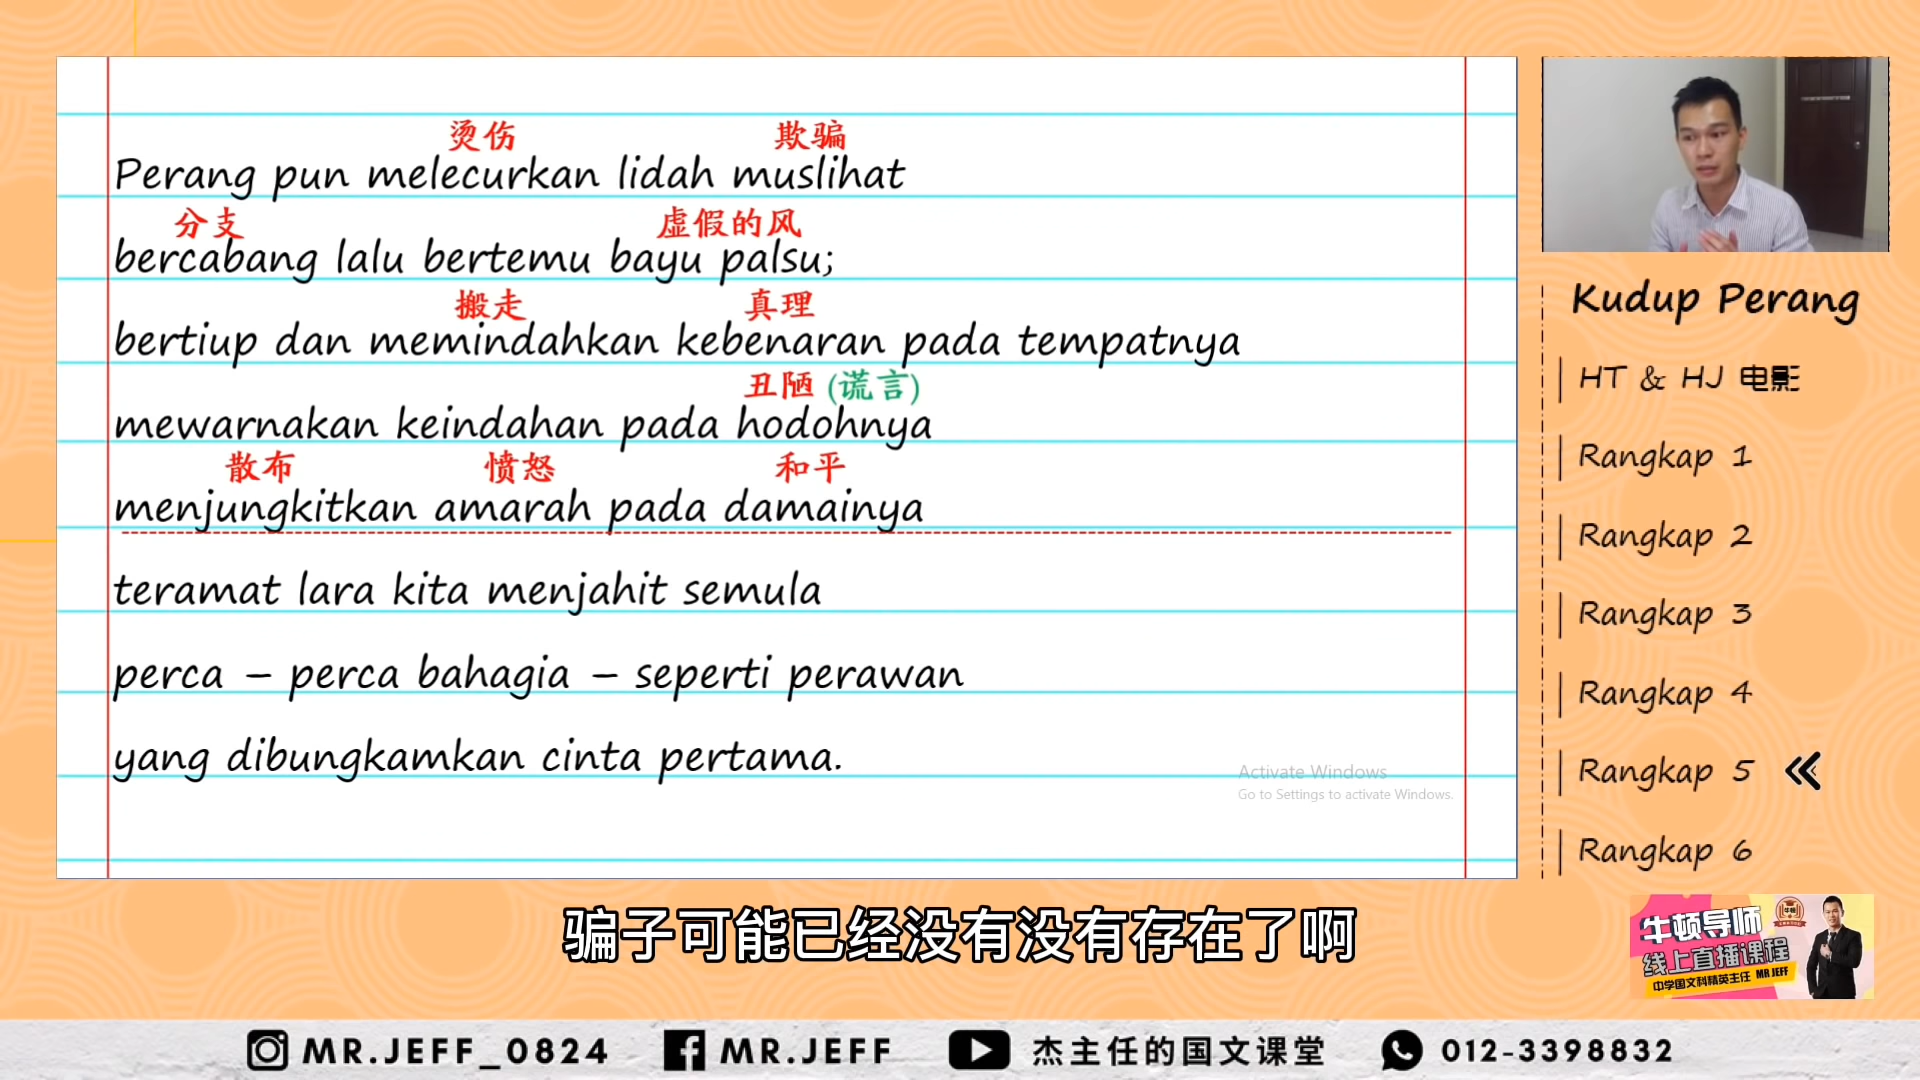 烫伤 欺骗
Perang pun melecurkan lidah muslihat
分支 虚假的风
bercabang lalu bertemu bayu palsu;
搬走 真理
bertiup dan memindahkan kebenaran pada tempatnya
丑陋 (谎言)
mewarnakan keindahan pada hodohnya
散布 愤怒 和平
menjungkitkan amarah pada damainya
teramat lara kita menjahit semula
perca – perca bahagia – seperti perawan
yang dibungkamkan cinta pertama.
Activate Windows
Go to Settings to activate Windows.
Kudup Perang
HT & HJ 电影
Rangkap 1
Rangkap 2
Rangkap 3
Rangkap 4
Rangkap 5
Rangkap 6
骗子可能已经没有没有存在了啊
牛顿导师
线上直播课程
中学国文科精英主任 MR JEFF
MR.JEFF_0824 MR.JEFF 杰主任的国文课堂 012-3398832